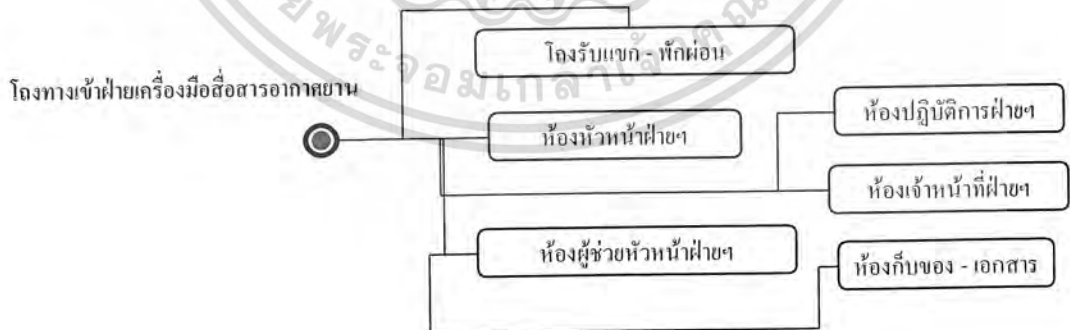 โถงรับแขก - พักผ่อน
โถงทางเข้าฝ่ายเครื่องมือสื่อสารอากาศยาน
ห้องหัวหน้าฝ่ายฯ
ห้องปฏิบัติการฝ่ายฯ
ห้องเจ้าหน้าที่ฝ่ายฯ
ห้องผู้ช่วยหัวหน้าฝ่ายฯ
ห้องก็บของ - เอกสาร